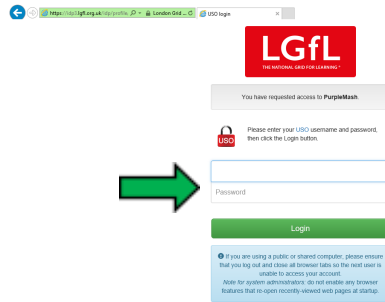 https://idp3.lgfl.org.uk/idp/profile London Grid ... USO login
LGfL
THE NATIONAL GRID FOR LEARNING
You have requested access to PurpleMash.
USO
Please enter your USO username and password,
then click the Login button.
Password
Login
If you are using a public or shared computer, please ensure
that you log out and close all browser tabs so the next user is
unable to access your account.
Note for system administrators: do not enable any browser
features that re-open recently-viewed web pages at startup.